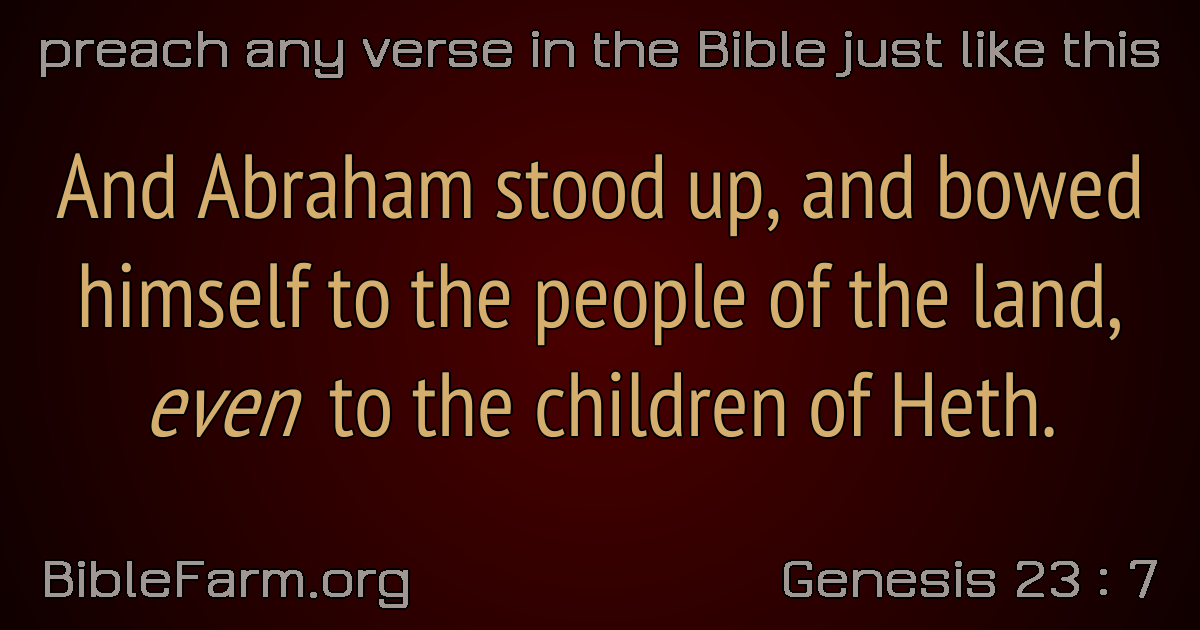 preach any verse in the Bible just like this
And Abraham stood up, and bowed
himself to the people of the land,
even to the children of Heth.
BibleFarm.org
Genesis 23 : 7